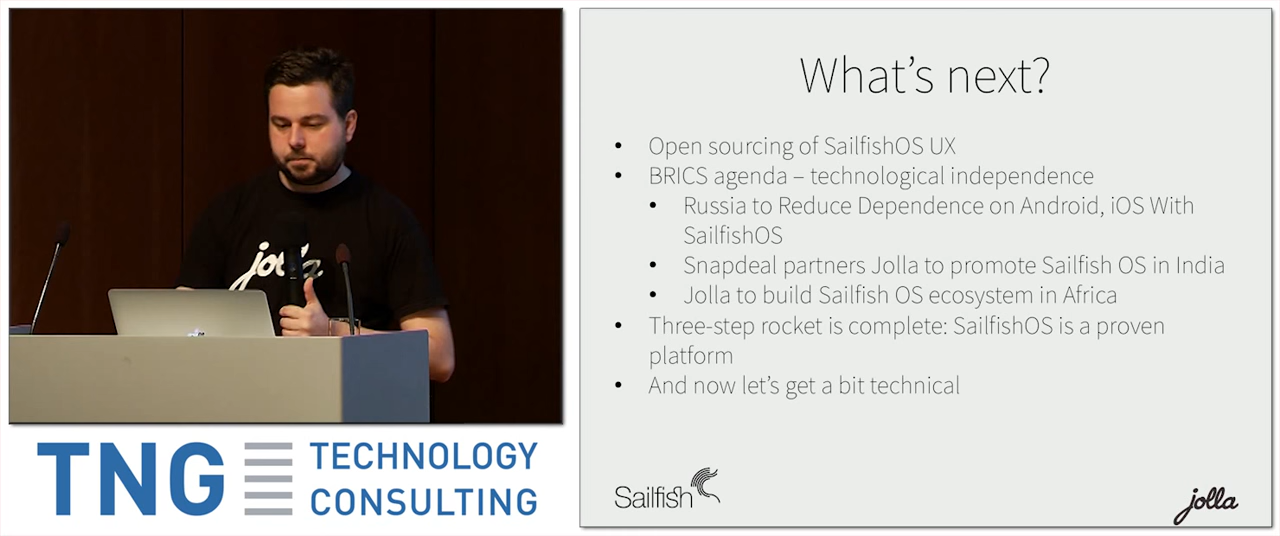 jolla
TNG TECHNOLOGY
CONSULTING
What's next?
• Open sourcing of SailfishOS UX
• BRICS agenda – technological independence
• Russia to Reduce Dependence on Android, iOS With
SailfishOS
• Snapdeal partners Jolla to promote Sailfish OS in India
• Jolla to build Sailfish OS ecosystem in Africa
• Three-step rocket is complete: SailfishOS is a proven
platform
• And now let's get a bit technical
Sailfish
jolla